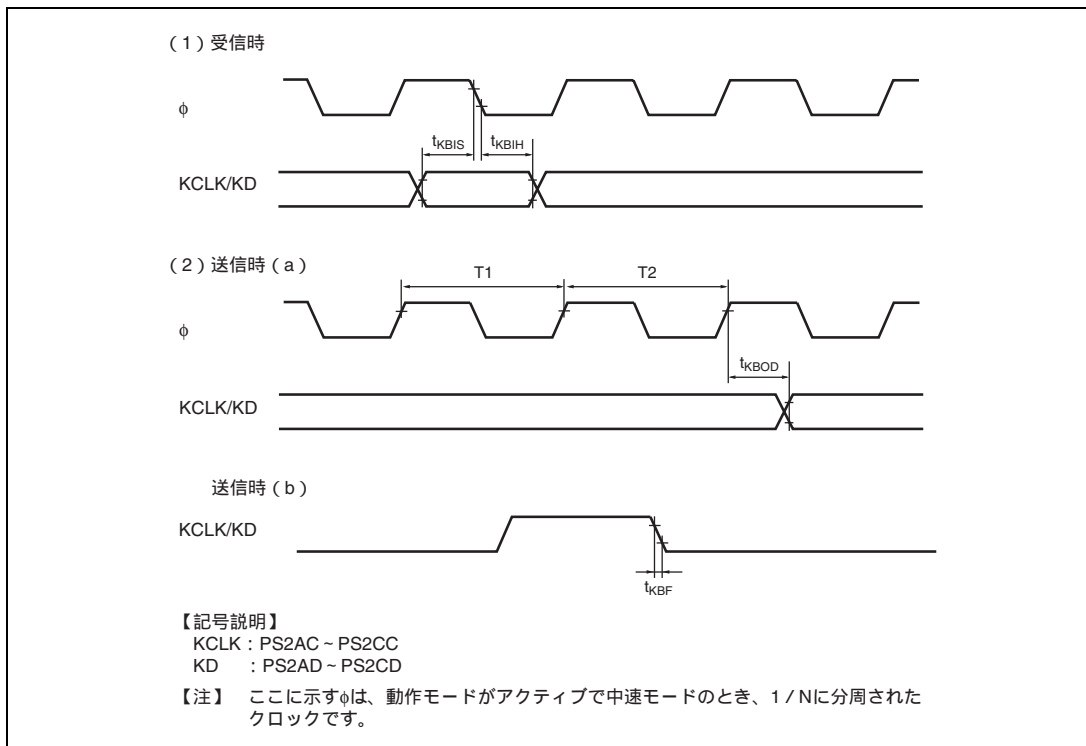 (1)受信時
φ
tKBIS
tKBIH
KCLK/KD
(2)送信時(a)
T1
T2
φ
tKBOD
KCLK/KD
送信時(b)
KCLK/KD
tKBF
【記号説明】
KCLK : PS2AC ~ PS2CC
KD : PS2AD ~ PS2CD
【注】 ここに示すφは、動作モードがアクティブで中速モードのとき、1 / Nに分周された
クロックです。